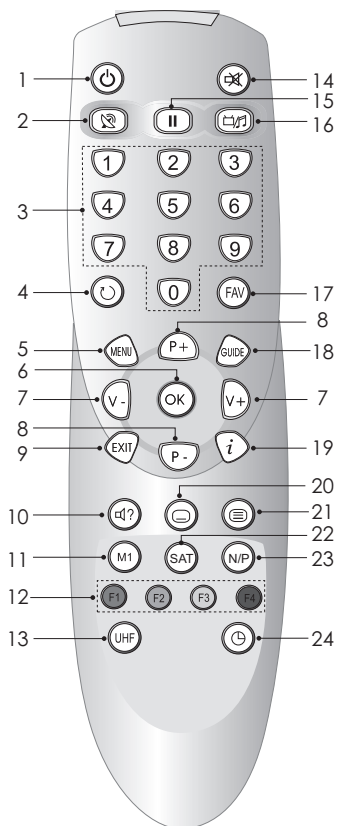 1 14
15
2 16
1 2 3
3 4 5 6
7 8 9
0
4 FAV 17
P+ 8
5 MENU GUIDE 18
6 OK
7 V- V+ 7
8 P-
9 EXIT i 19
20
10 ? 21
22
11 M1 SAT N/P 23
12 F1 F2 F3 F4
13 UHF 24